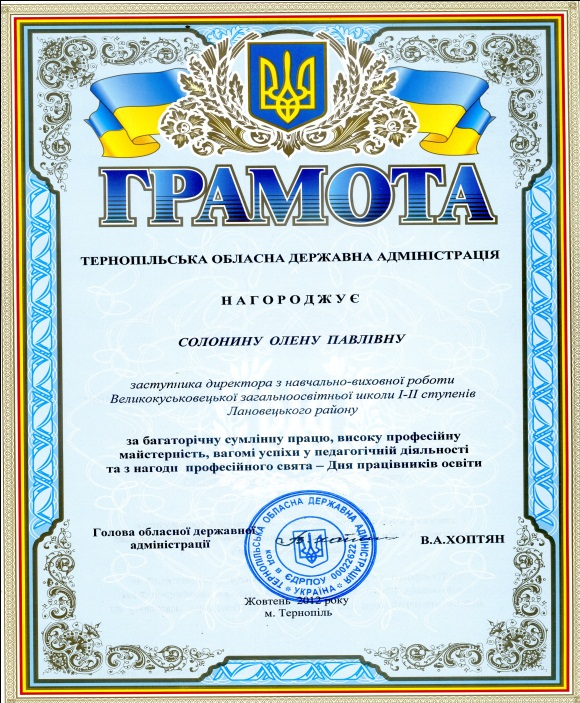 ГРАМОТА
ТЕРНОПІЛЬСЬКА ОБЛАСНА ДЕРЖАВНА АДМІНІСТРАЦІЯ
НАГОРОДЖУЄ
СОЛОНИНУ ОЛЕНУ ПАВЛІВНУ
заступника директора з навчально-виховної роботи
Великокуськовецької загальноосвітньої школи І-ІІ ступенів
Лановецького району
за багаторічну сумлінну працю, високу професійну
майстерність, вагомі успіхи у педагогічній діяльності
та з нагоди професійного свята – Дня працівників освіти
Голова обласної державної
адміністрації
В.А.ХОПТЯН
ТЕРНОПІЛЬСЬКА ОБЛАСНА ДЕРЖАВНА АДМІНІСТРАЦІЯ
код в ЄДРПОУ 00022622
* УКРАЇНА *
Жовтень 2012 року
м. Тернопіль